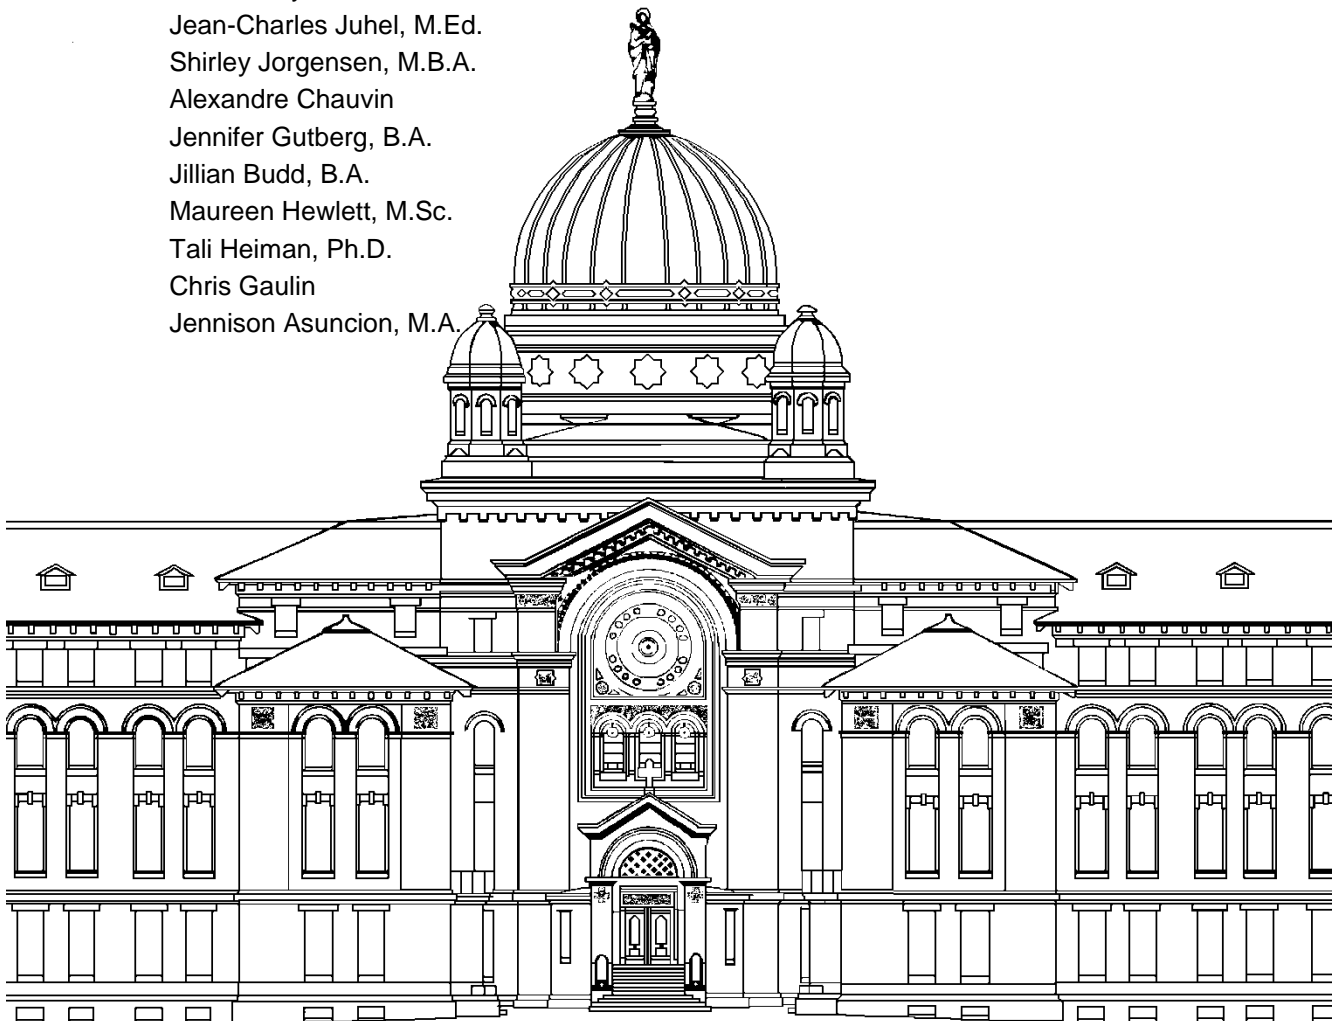 Jean-Charles Juhel, M.Ed.
Shirley Jorgensen, M.B.A.
Alexandre Chauvin
Jennifer Gutberg, B.A.
Jillian Budd, B.A.
Maureen Hewlett, M.Sc.
Tali Heiman, Ph.D.
Chris Gaulin
Jennison Asuncion, M.A.